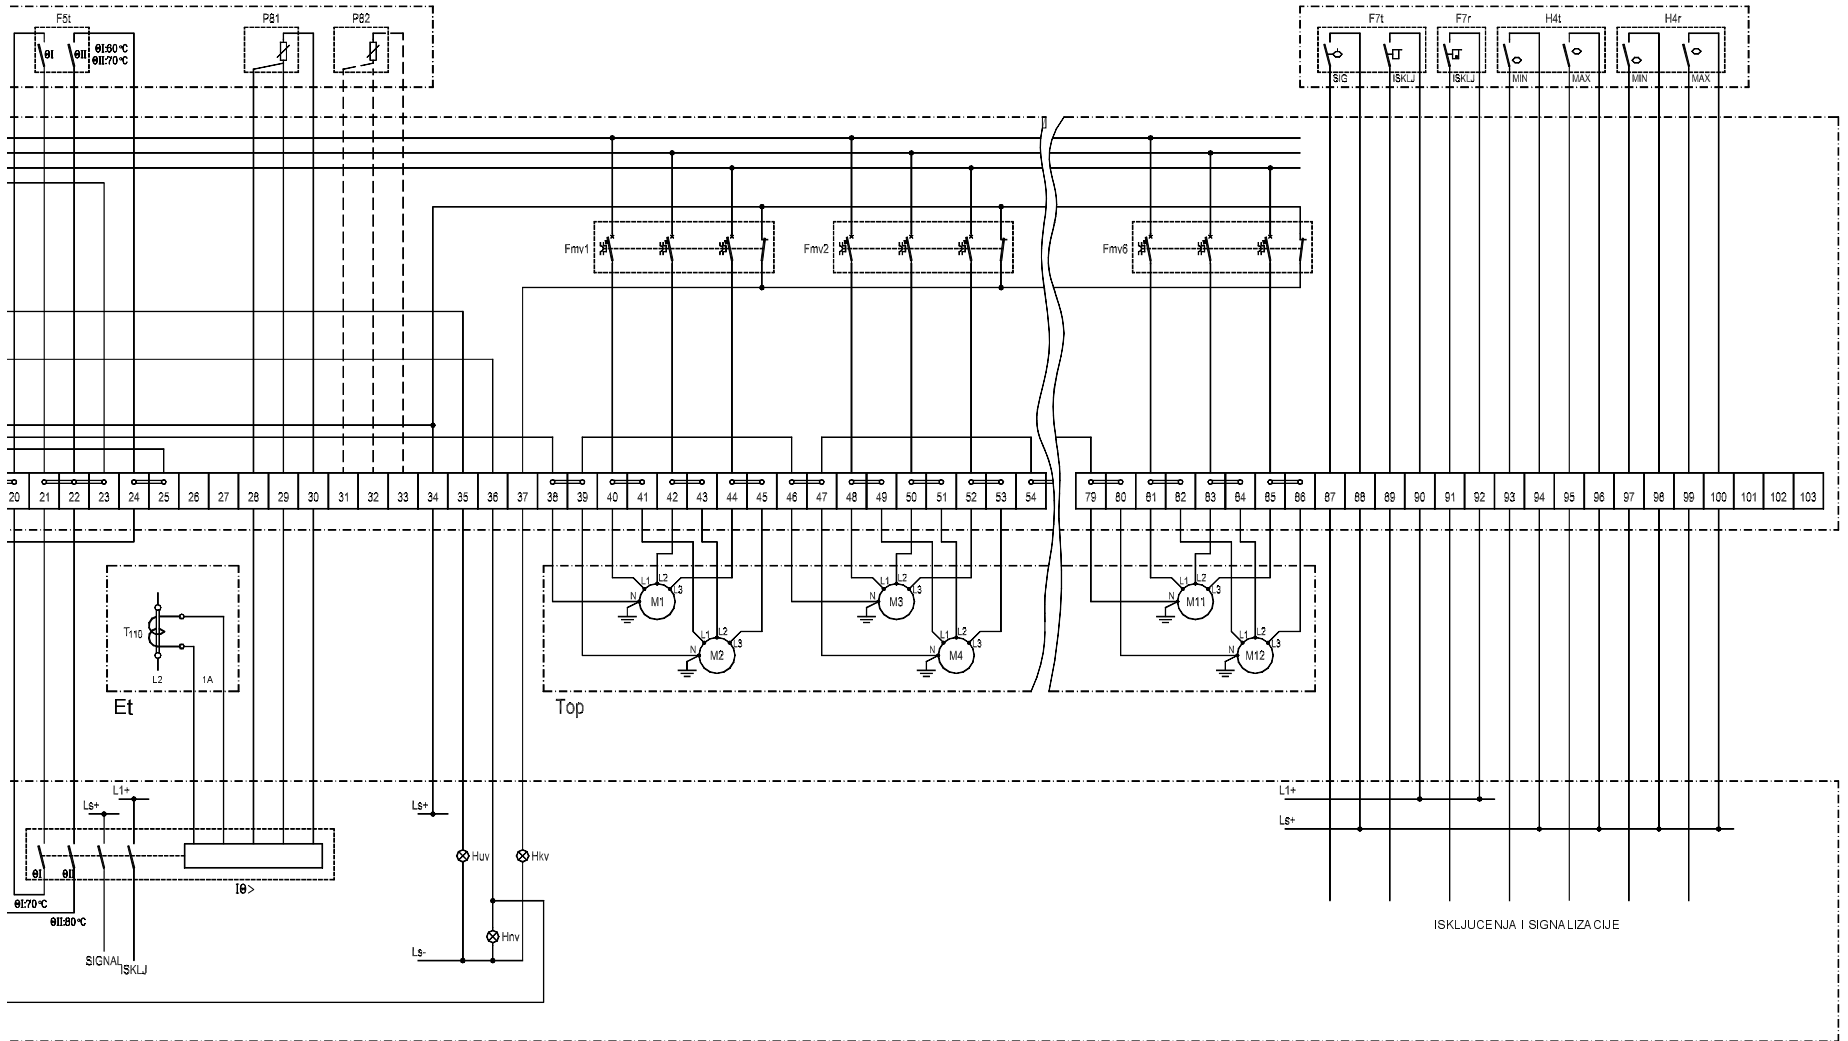 F5t P81 P82 F7t F7r H4t H4r
θI θII θI:60°C
θII:70°C
SIG ISKLJ ISKLJ MIN MAX MIN MAX
Fmv1 Fmv2 Fmv6
20 21 22 23 24 25 26 27 28 29 30 31 32 33 34 35 36 37 38 39 40 41 42 43 44 45 46 47 48 49 50 51 52 53 54 79 80 81 82 83 84 85 86 87 88 89 90 91 92 93 94 95 96 97 98 99 100 101 102 103
L1 L2 L3 L1 L2 L3 L1 L2 L3
N M1 N M3 N M11
T110
L1 L2 L3 L1 L2 L3 L1 L2 L3
N M2 N M4 N M12
L2 1A
Et Top
L1+ L1+
Ls+ Ls+ Ls+
Huv Hkv
θI θII
Iθ>
θI:70°C
θII:80°C
ISKLJUCENJA I SIGNALIZACIJE
Hnv
Ls-
SIGNAL ISKLJ